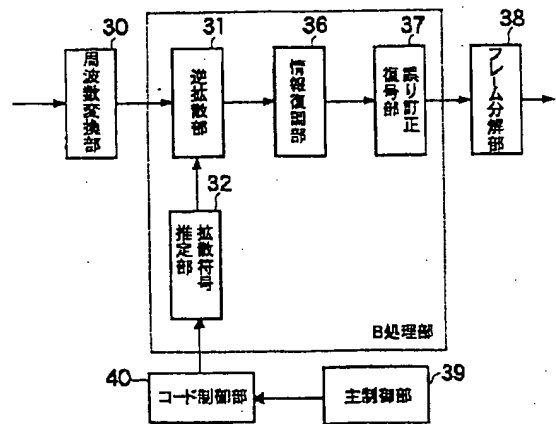 30
周波数変換部
31
逆拡散部
36
情報復調部
37
誤り訂正
復号部
38
フレーム分解部
32
拡散符号
推定部
B処理部
40
コード制御部
39
主制御部